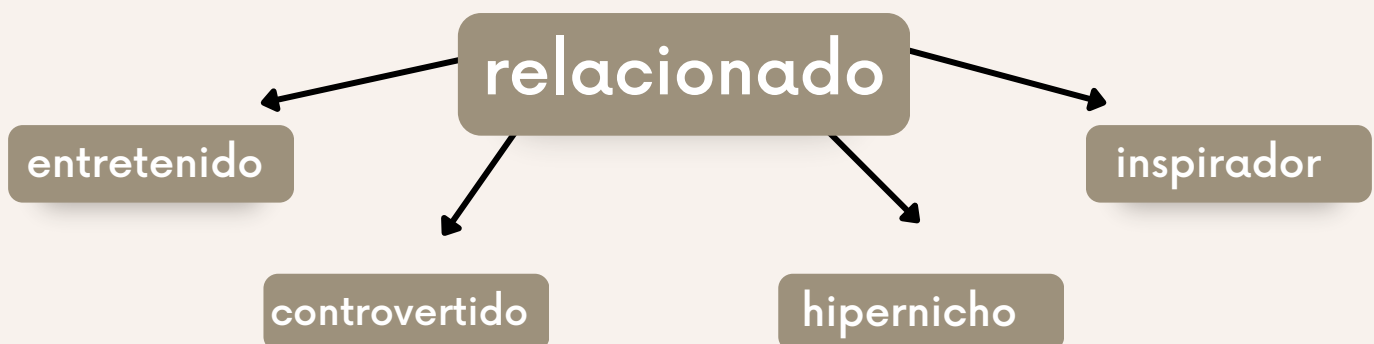 relacionado
entretenido
inspirador
controvertido
hipernicho